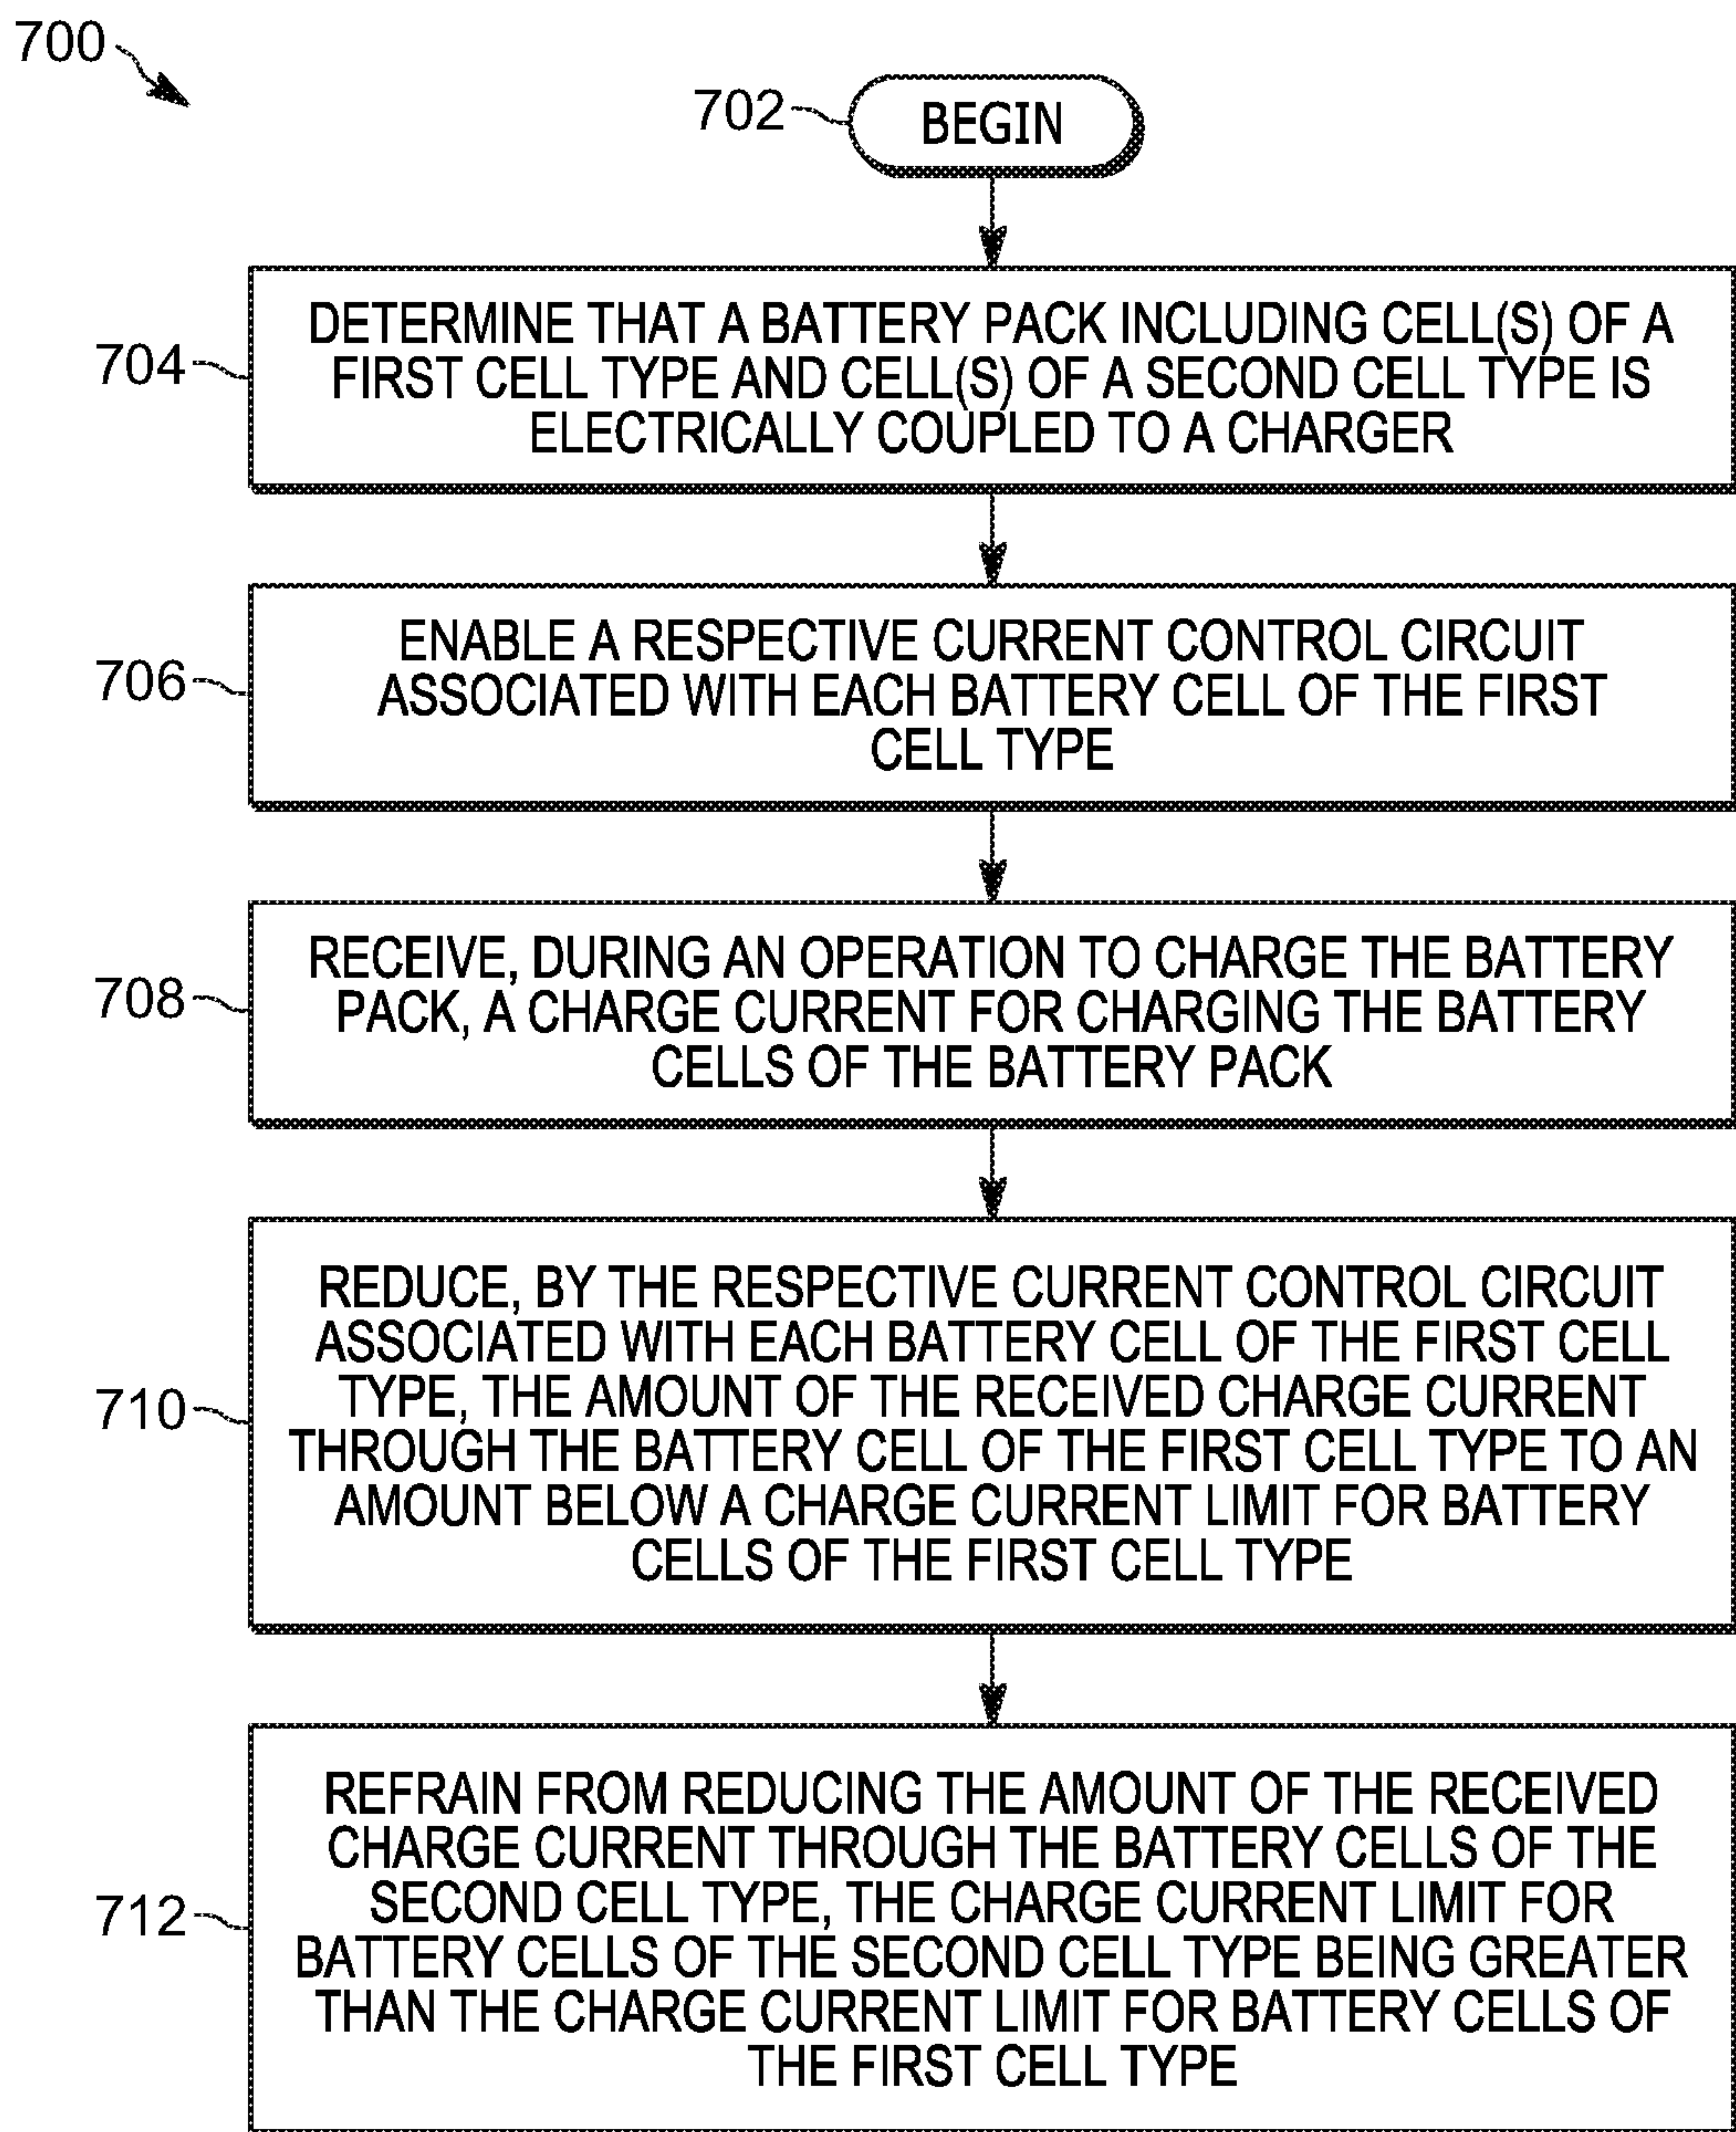 700
702
BEGIN
704
DETERMINE THAT A BATTERY PACK INCLUDING CELL(S) OF A
FIRST CELL TYPE AND CELL(S) OF A SECOND CELL TYPE IS
ELECTRICALLY COUPLED TO A CHARGER
706
ENABLE A RESPECTIVE CURRENT CONTROL CIRCUIT
ASSOCIATED WITH EACH BATTERY CELL OF THE FIRST
CELL TYPE
708
RECEIVE, DURING AN OPERATION TO CHARGE THE BATTERY
PACK, A CHARGE CURRENT FOR CHARGING THE BATTERY
CELLS OF THE BATTERY PACK
710
REDUCE, BY THE RESPECTIVE CURRENT CONTROL CIRCUIT
ASSOCIATED WITH EACH BATTERY CELL OF THE FIRST CELL
TYPE, THE AMOUNT OF THE RECEIVED CHARGE CURRENT
THROUGH THE BATTERY CELL OF THE FIRST CELL TYPE TO AN
AMOUNT BELOW A CHARGE CURRENT LIMIT FOR BATTERY
CELLS OF THE FIRST CELL TYPE
712
REFRAIN FROM REDUCING THE AMOUNT OF THE RECEIVED
CHARGE CURRENT THROUGH THE BATTERY CELLS OF THE
SECOND CELL TYPE, THE CHARGE CURRENT LIMIT FOR
BATTERY CELLS OF THE SECOND CELL TYPE BEING GREATER
THAN THE CHARGE CURRENT LIMIT FOR BATTERY CELLS OF
THE FIRST CELL TYPE